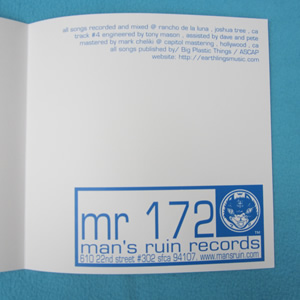 all songs recorded and mixed @ rancho de la luna , joshua tree , ca
track #4 engineered by tony mason , assisted by dave and pete
mastered by mark chelki @ capitol mastering , hollywood , ca
all songs published by/ Big Plastic Things / ASCAP
website: http://earthlingsmusic.com
mr 172
man's ruin records
610 22nd street #302 sfca 94107 www.mansruin.com
TM